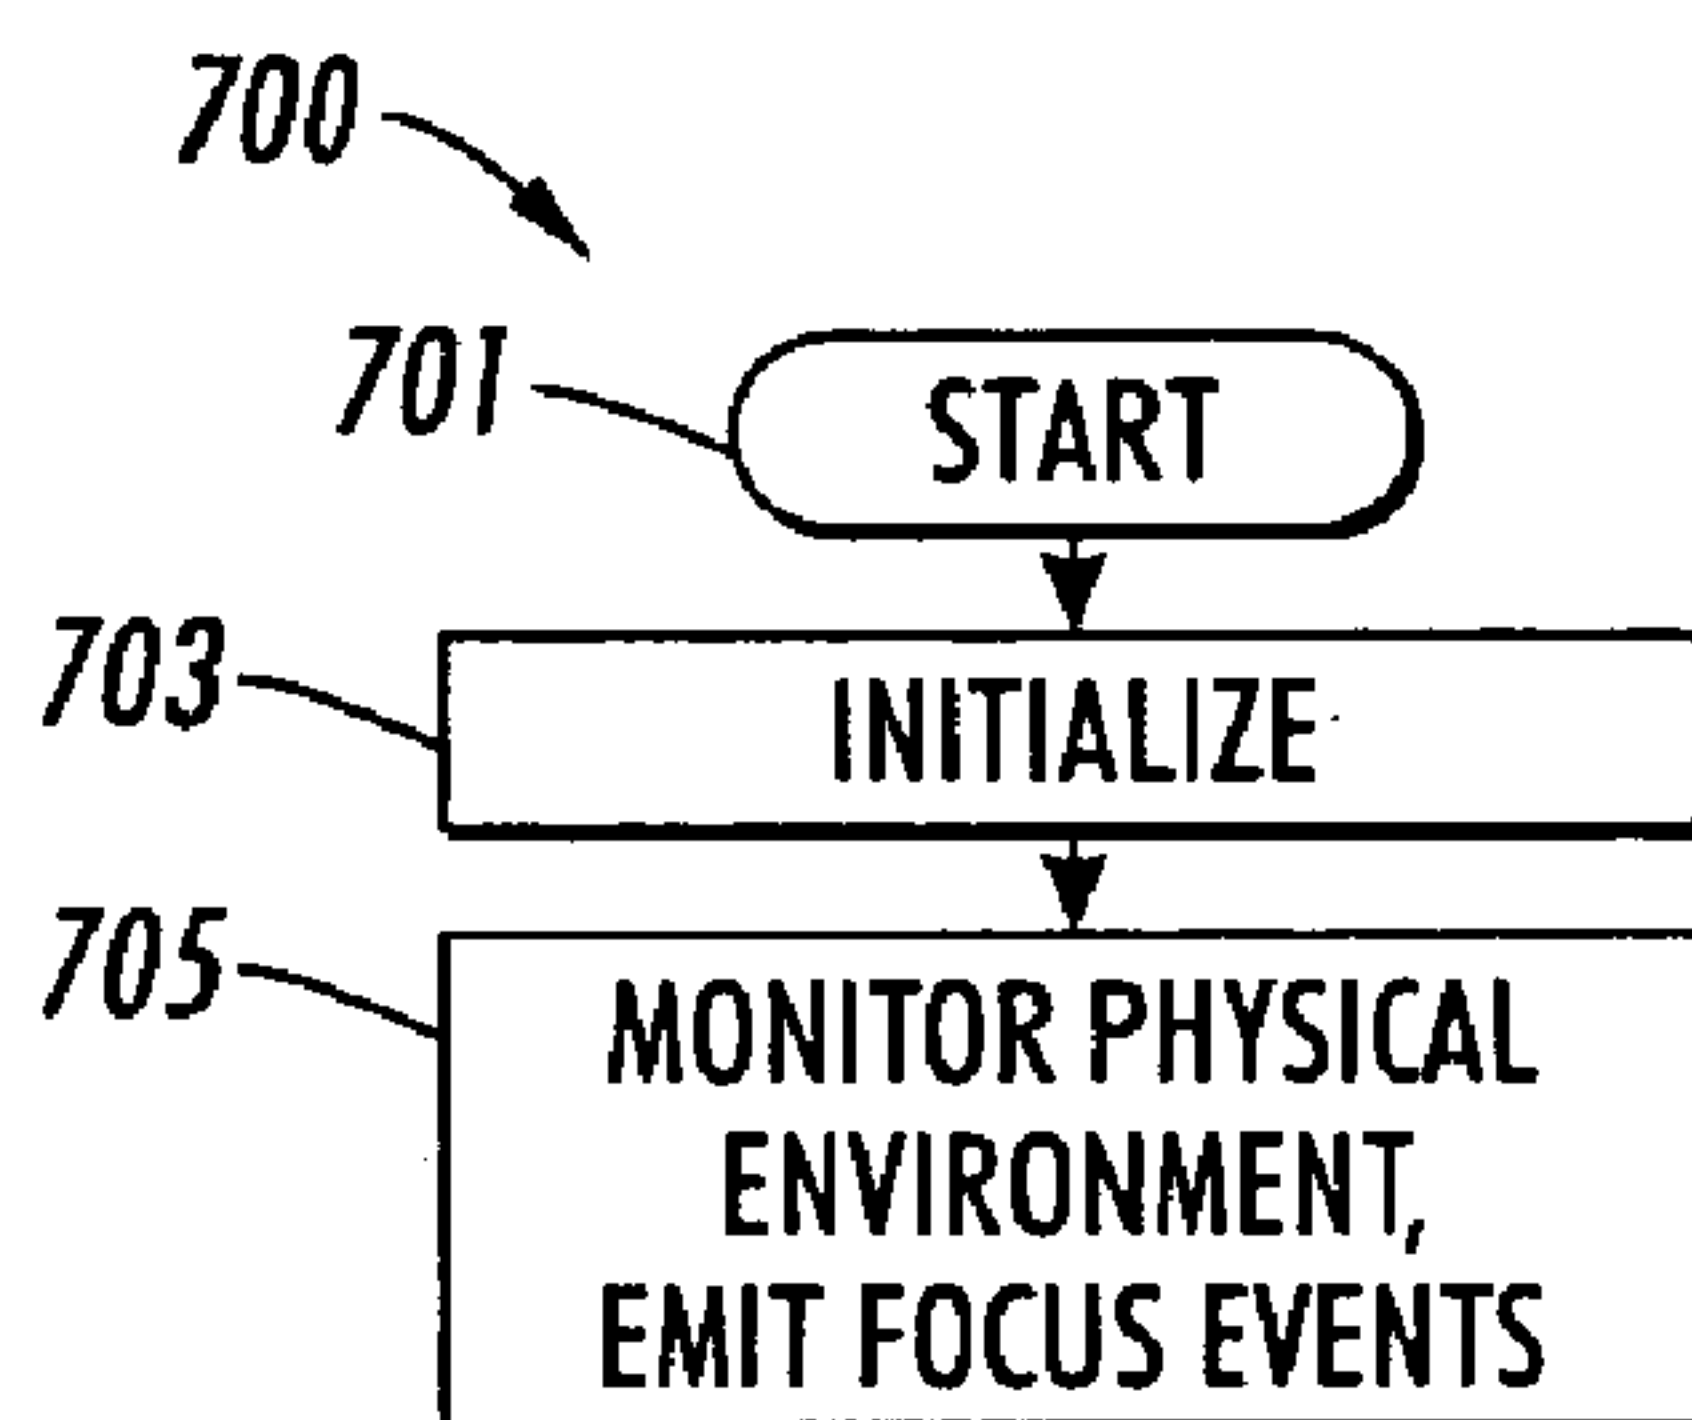 700
701
START
703
INITIALIZE
705
MONITOR PHYSICAL
ENVIRONMENT,
EMIT FOCUS EVENTS